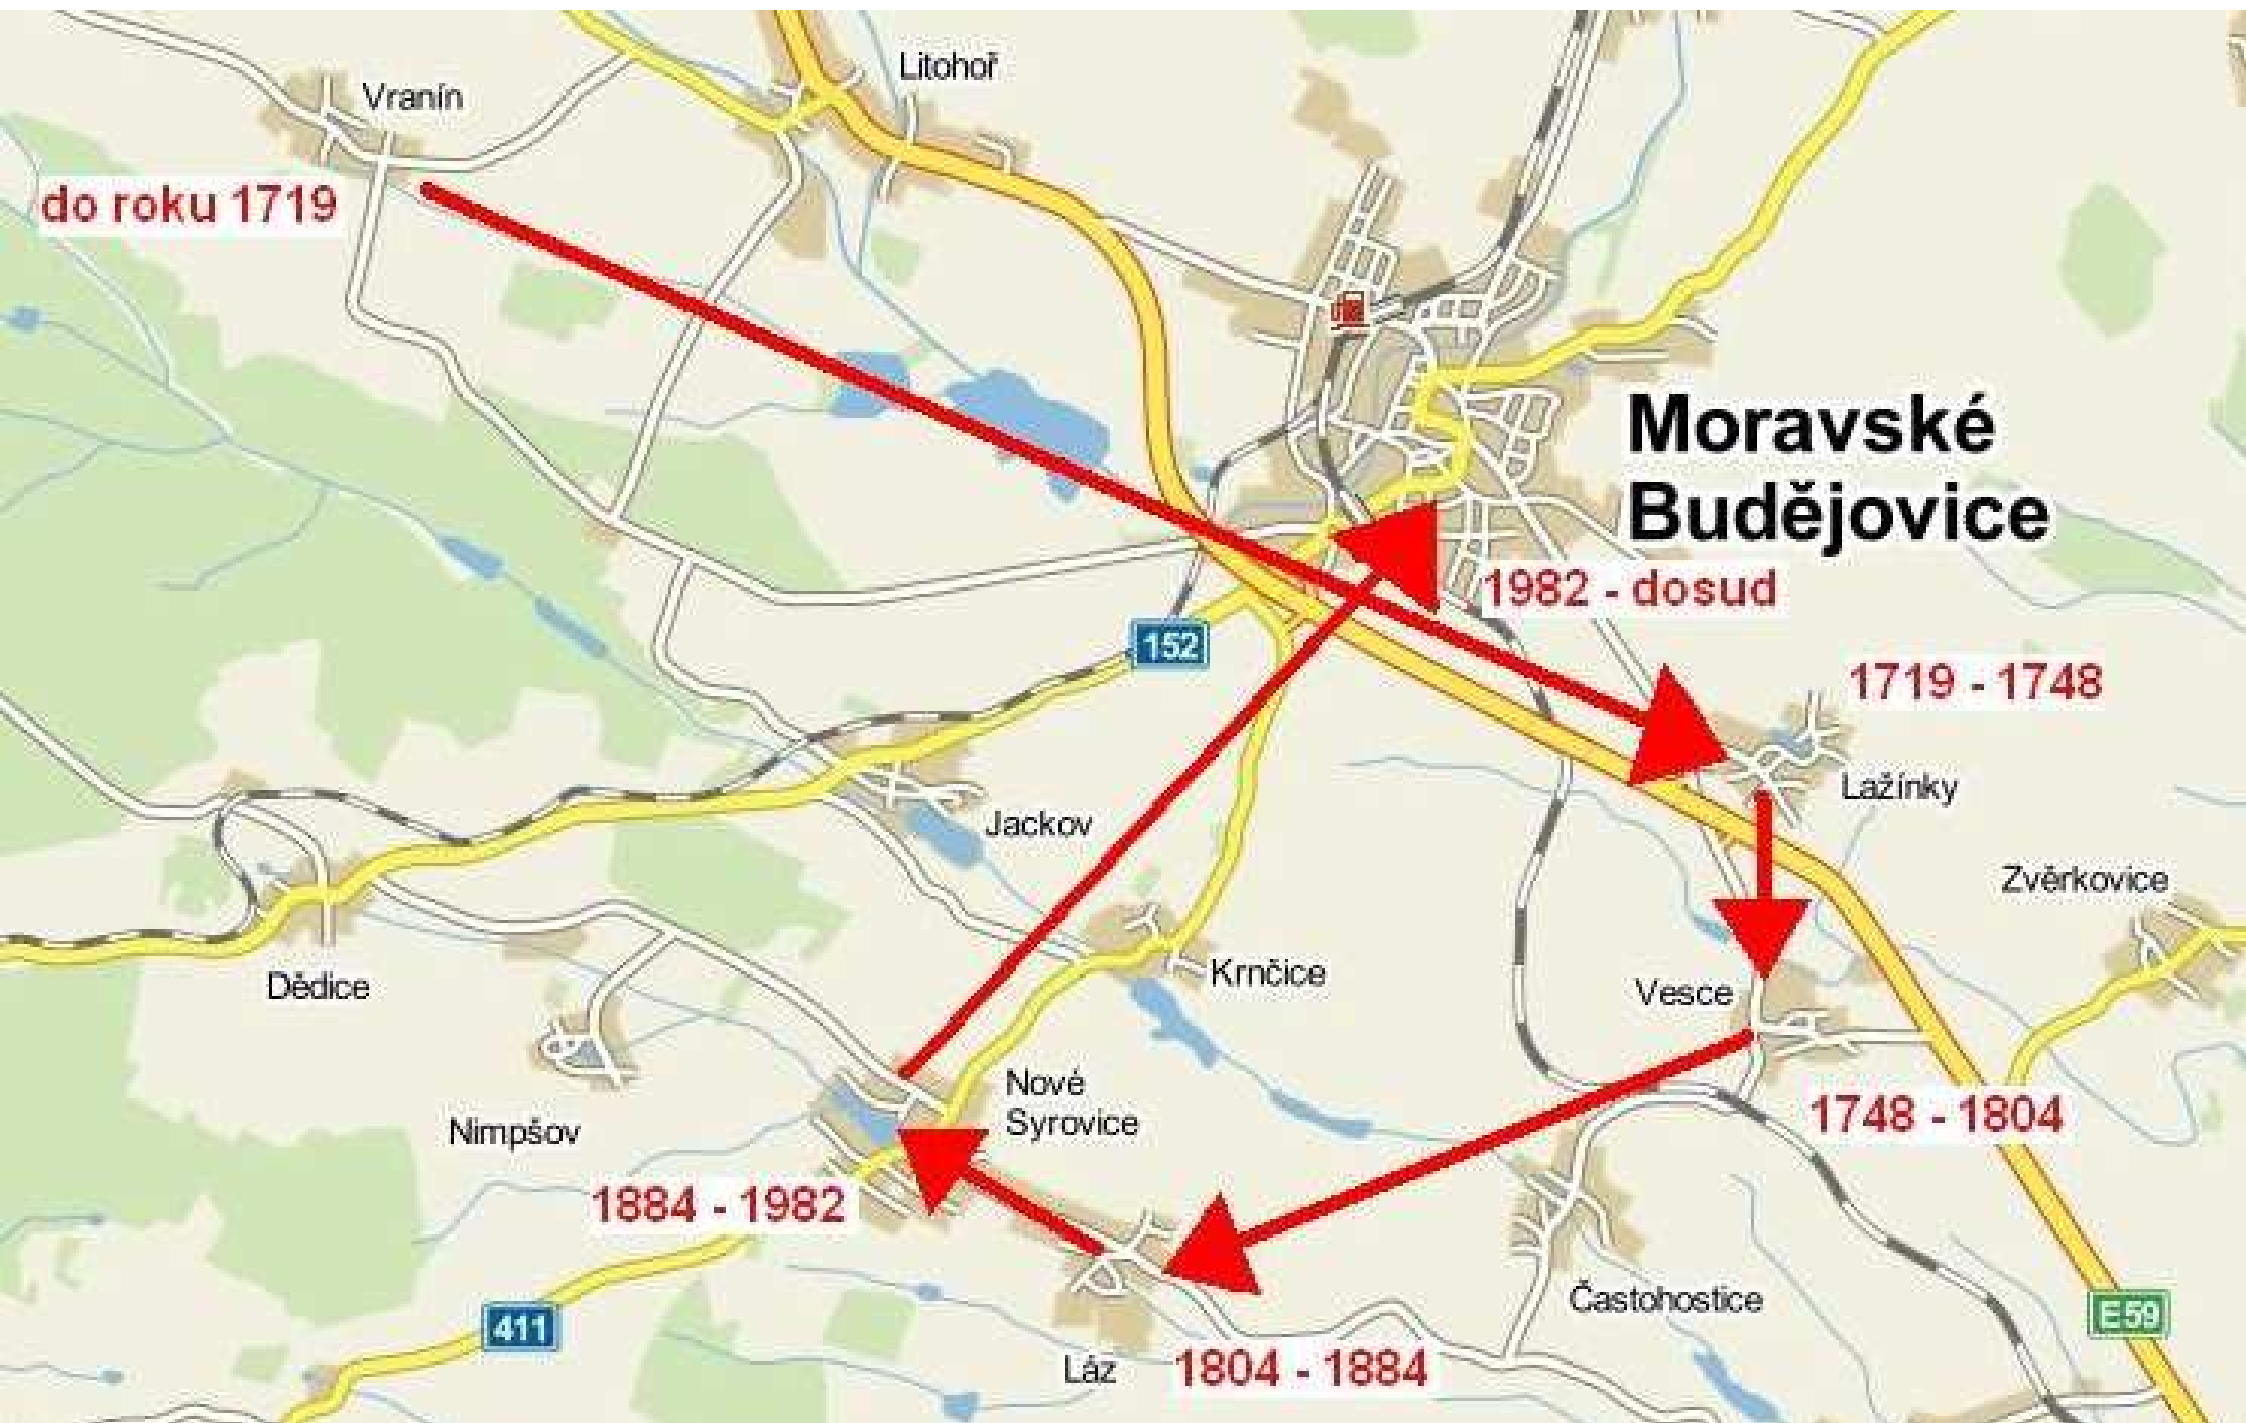 Litohoř
Vranín
do roku 1719
Moravské
Budějovice
1982 - dosud
152
1719 - 1748
Lažínky
Jackov
Zvěrkovice
Krnčice
Dědice
Vesce
Nové
Syrovice
1748 - 1804
Nimpšov
1884 - 1982
Častohostice
E59
411
Láz
1804 - 1884